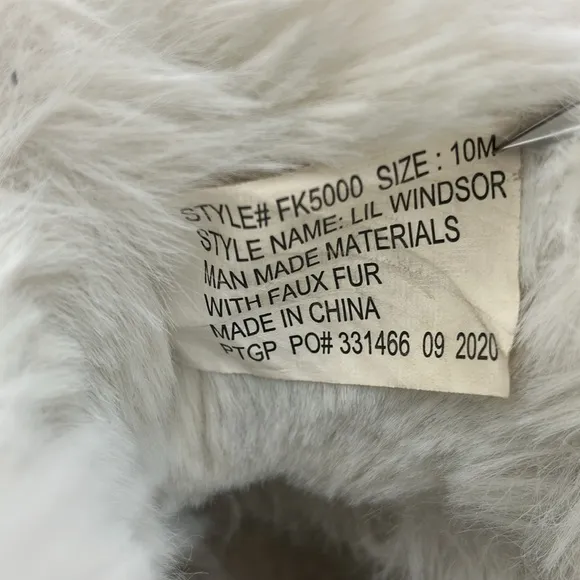 STYLE# FK5000 SIZE : 10M
STYLE NAME: LIL WINDSOR
MAN MADE MATERIALS
WITH FAUX FUR
MADE IN CHINA
PTGP PO# 331466 09 2020